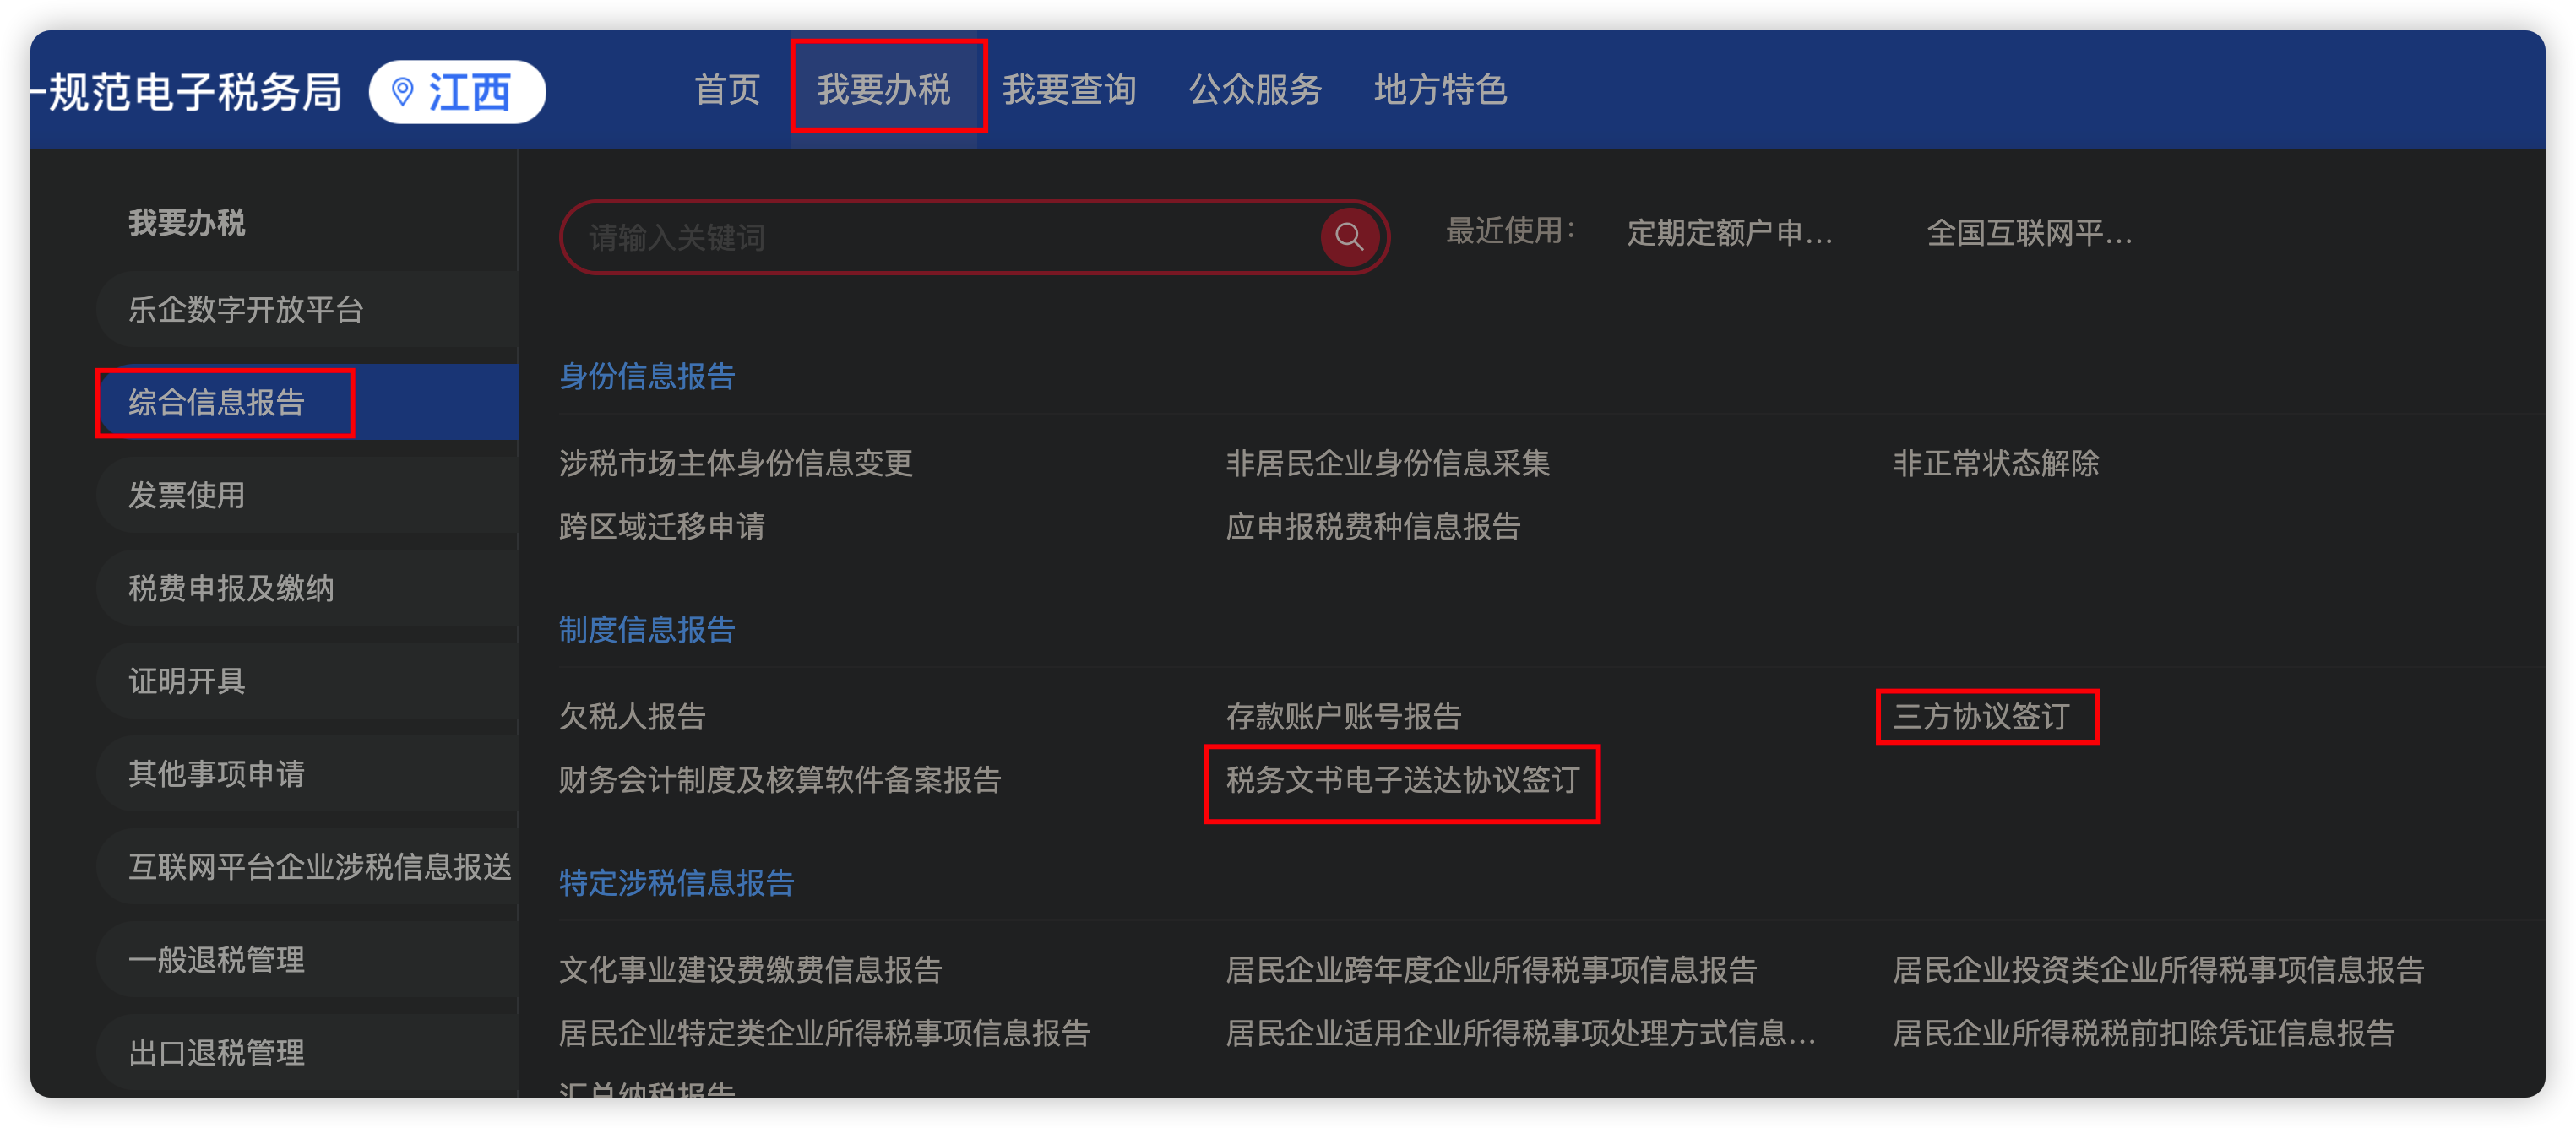 一规范电子税务局 江西 首页 我要办税 我要查询 公众服务 地方特色
我要办税
乐企数字开放平台
综合信息报告
发票使用
税费申报及缴纳
证明开具
其他事项申请
互联网平台企业涉税信息报送
一般退税管理
出口退税管理
请输入关键词 最近使用： 定期定额户申... 全国互联网平...
身份信息报告
涉税市场主体身份信息变更 非居民企业身份信息采集 非正常状态解除
跨区域迁移申请 应申报税费种信息报告
制度信息报告
欠税人报告 存款账户账号报告 三方协议签订
财务会计制度及核算软件备案报告 税务文书电子送达协议签订
特定涉税信息报告
文化事业建设费缴费信息报告 居民企业跨年度企业所得税事项信息报告 居民企业投资类企业所得税事项信息报告
居民企业特定类企业所得税事项信息报告 居民企业适用企业所得税事项处理方式信息... 居民企业所得税税前扣除凭证信息报告
汇总纳税报告